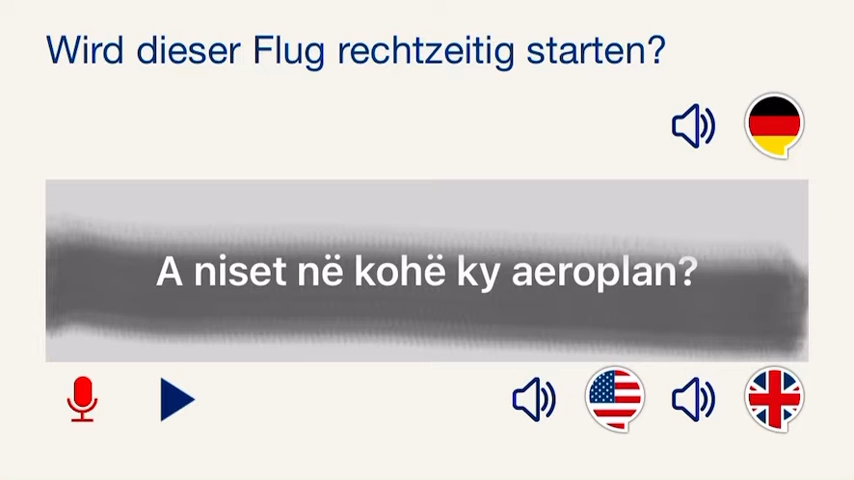 Wird dieser Flug rechtzeitig starten?
A niset në kohë ky aeroplan?